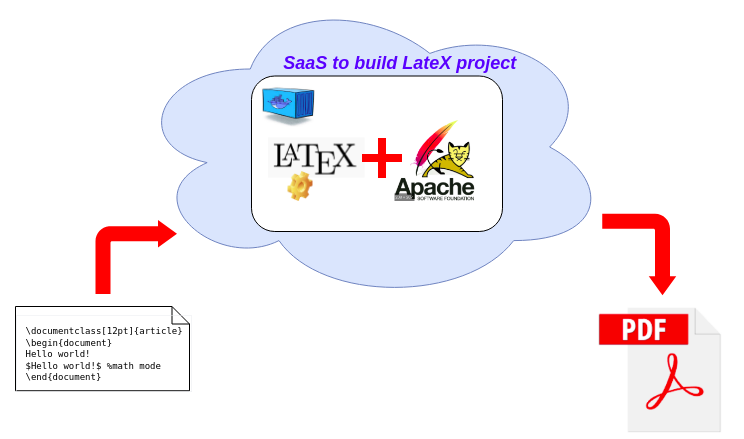 SaaS to build LateX project
LATEX
Apache
SOFTWARE FOUNDATION
\documentclass[12pt]{article}
\begin{document}
Hello world!
$Hello world!$ %math mode
\end{document}
PDF